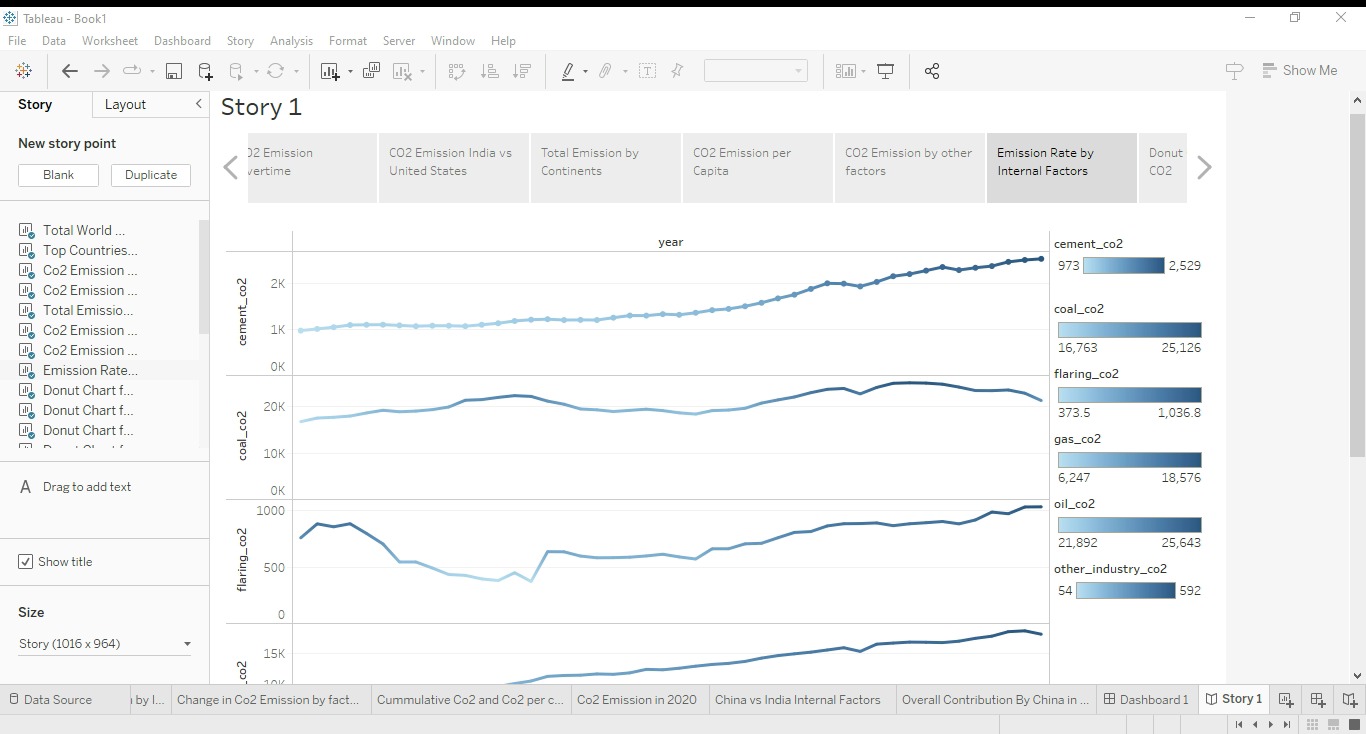 Tableau - Book1
File Data Worksheet Dashboard Story Analysis Format Server Window Help
Show Me
Story Layout
New story point
Blank Duplicate
Total World ...
Top Countries...
Co2 Emission ...
Co2 Emission ...
Total Emissio...
Co2 Emission ...
Co2 Emission ...
Emission Rate...
Donut Chart f...
Donut Chart f...
Donut Chart f...
A Drag to add text
Show title
Size
Story (1016 x 964)
Story 1
O2 Emission
vertime
CO2 Emission India vs
United States
Total Emission by
Continents
CO2 Emission per
Capita
CO2 Emission by other
factors
Emission Rate by
Internal Factors
Donut
CO2
year
cement_co2
2K
1K
0K
coal_co2
20K
10K
0K
flaring_co2
1000
500
0
_co2
15K
10K
cement_co2
973 2,529
coal_co2
16,763 25,126
flaring_co2
373.5 1,036.8
gas_co2
6,247 18,576
oil_co2
21,892 25,643
other_industry_co2
54 592
Data Source by I... Change in Co2 Emission by fact... Cummulative Co2 and Co2 per c... Co2 Emission in 2020 China vs India Internal Factors Overall Contribution By China in ... Dashboard 1 Story 1